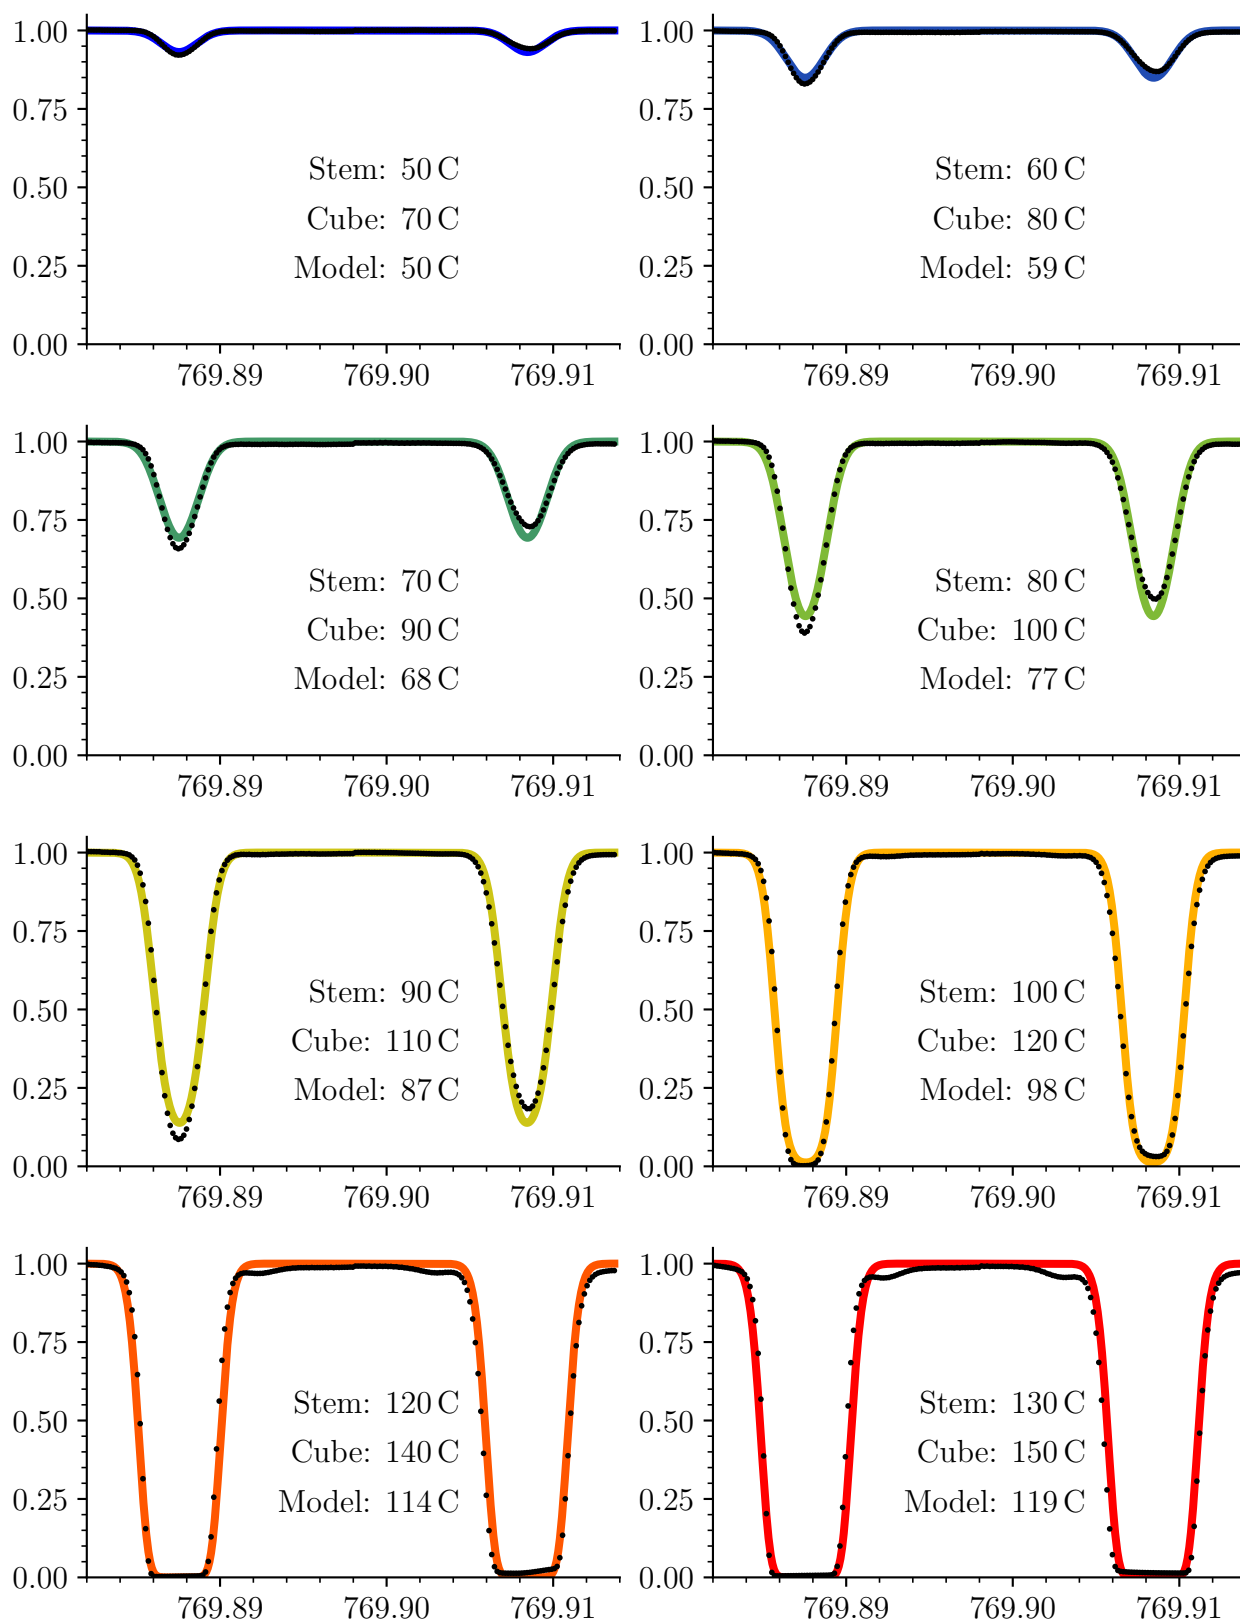 1.00
0.75
0.50
0.25
0.00
Stem: 50 C
Cube: 70 C
Model: 50 C
769.89 769.90 769.91
1.00
0.75
0.50
0.25
0.00
Stem: 60 C
Cube: 80 C
Model: 59 C
769.89 769.90 769.91
1.00
0.75
0.50
0.25
0.00
Stem: 70 C
Cube: 90 C
Model: 68 C
769.89 769.90 769.91
1.00
0.75
0.50
0.25
0.00
Stem: 80 C
Cube: 100 C
Model: 77 C
769.89 769.90 769.91
1.00
0.75
0.50
0.25
0.00
Stem: 90 C
Cube: 110 C
Model: 87 C
769.89 769.90 769.91
1.00
0.75
0.50
0.25
0.00
Stem: 100 C
Cube: 120 C
Model: 98 C
769.89 769.90 769.91
1.00
0.75
0.50
0.25
0.00
Stem: 120 C
Cube: 140 C
Model: 114 C
769.89 769.90 769.91
1.00
0.75
0.50
0.25
0.00
Stem: 130 C
Cube: 150 C
Model: 119 C
769.89 769.90 769.91